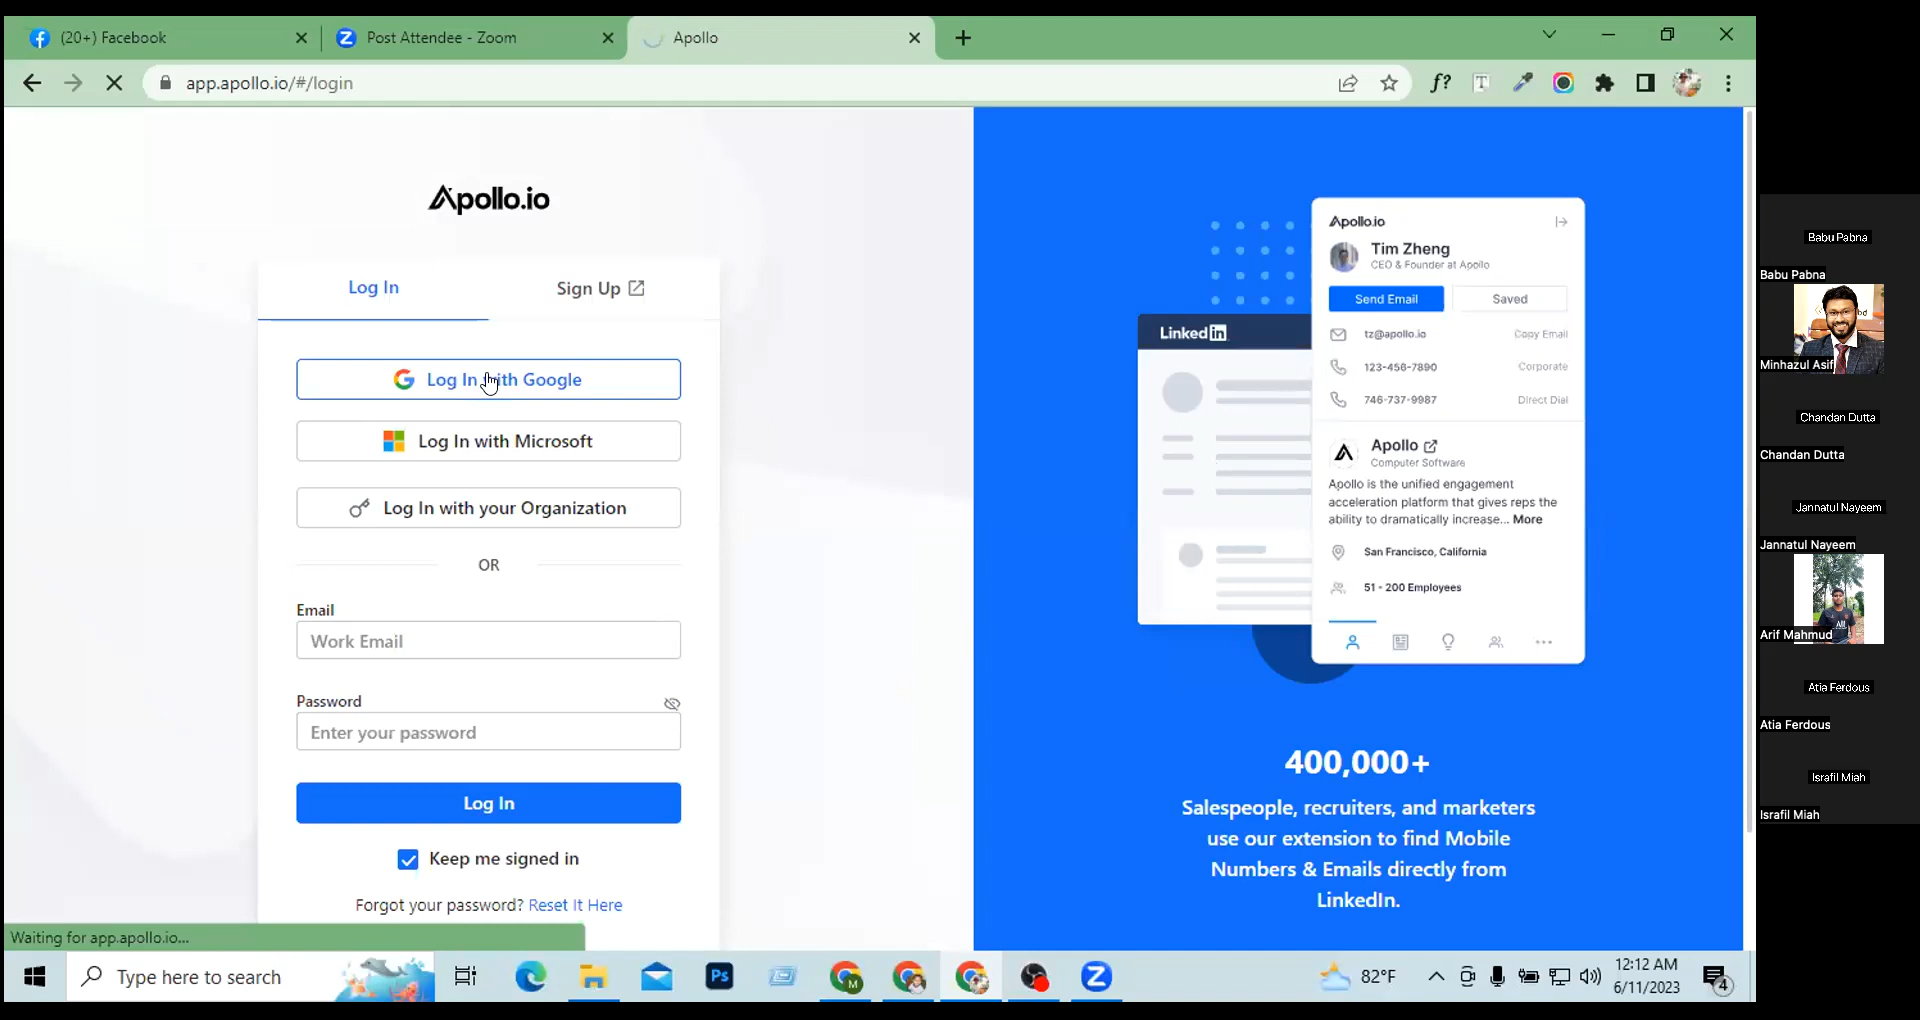 (20+) Facebook
Post Attendee - Zoom
Apollo
app.apollo.io/#/login
f?
T
Apollo.io
Log In
Sign Up
Log In with Google
Log In with Microsoft
Log In with your Organization
OR
Email
Work Email
Password
Enter your password
Log In
Keep me signed in
Forgot your password? Reset It Here
Waiting for app.apollo.io...
Linked in
Apollo.io
Tim Zheng
CEO & Founder at Apollo
Send Email
Saved
tz@apollo.io
Copy Email
123-456-7890
Corporate
746-737-9987
Direct Dial
Apollo
Computer Software
Apollo is the unified engagement
acceleration platform that gives reps the
ability to dramatically increase... More
San Francisco, California
51 - 200 Employees
400,000+
Salespeople, recruiters, and marketers
use our extension to find Mobile
Numbers & Emails directly from
LinkedIn.
Babu Pabna
Babu Pabna
bd
Minhazul Asif
Chandan Dutta
Chandan Dutta
Jannatul Nayeem
Jannatul Nayeem
Arif Mahmud
Atia Ferdous
Atia Ferdous
Israfil Miah
Israfil Miah
Type here to search
Ps
M
Z
82°F
12:12 AM
6/11/2023
4